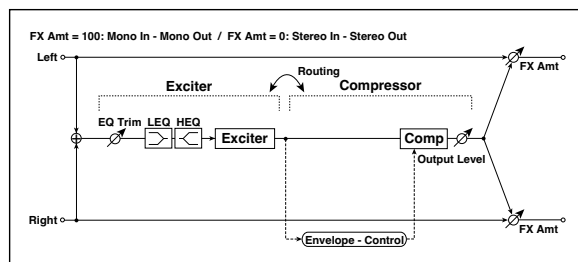 FX Amt = 100: Mono In - Mono Out / FX Amt = 0: Stereo In - Stereo Out
Left
FX Amt
Routing
Exciter
Compressor
EQ Trim
LEQ
HEQ
Exciter
Comp
Output Level
Right
FX Amt
Envelope - Control